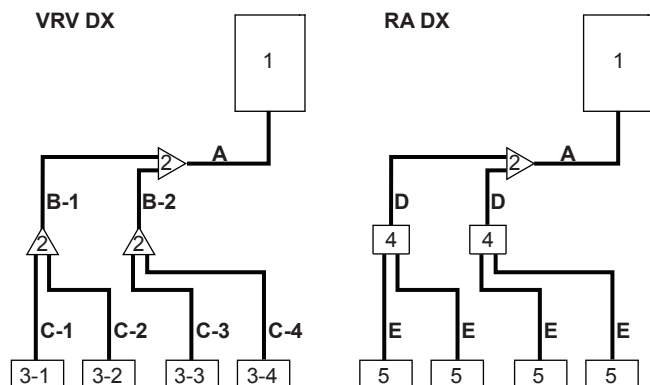 VRV DX RA DX
1 1
2 A 2 A
B-1 B-2 D D
2 2 4 4
C-1 C-2 C-3 C-4 E E E E
3-1 3-2 3-3 3-4 5 5 5 5